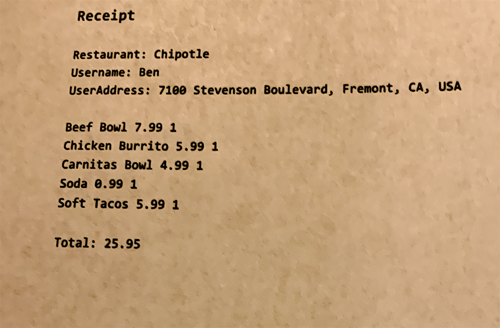 Receipt
Restaurant: Chipotle
Username: Ben
UserAddress: 7100 Stevenson Boulevard, Fremont, CA, USA
Beef Bowl 7.99 1
Chicken Burrito 5.99 1
Carnitas Bowl 4.99 1
Soda 0.99 1
Soft Tacos 5.99 1
Total: 25.95